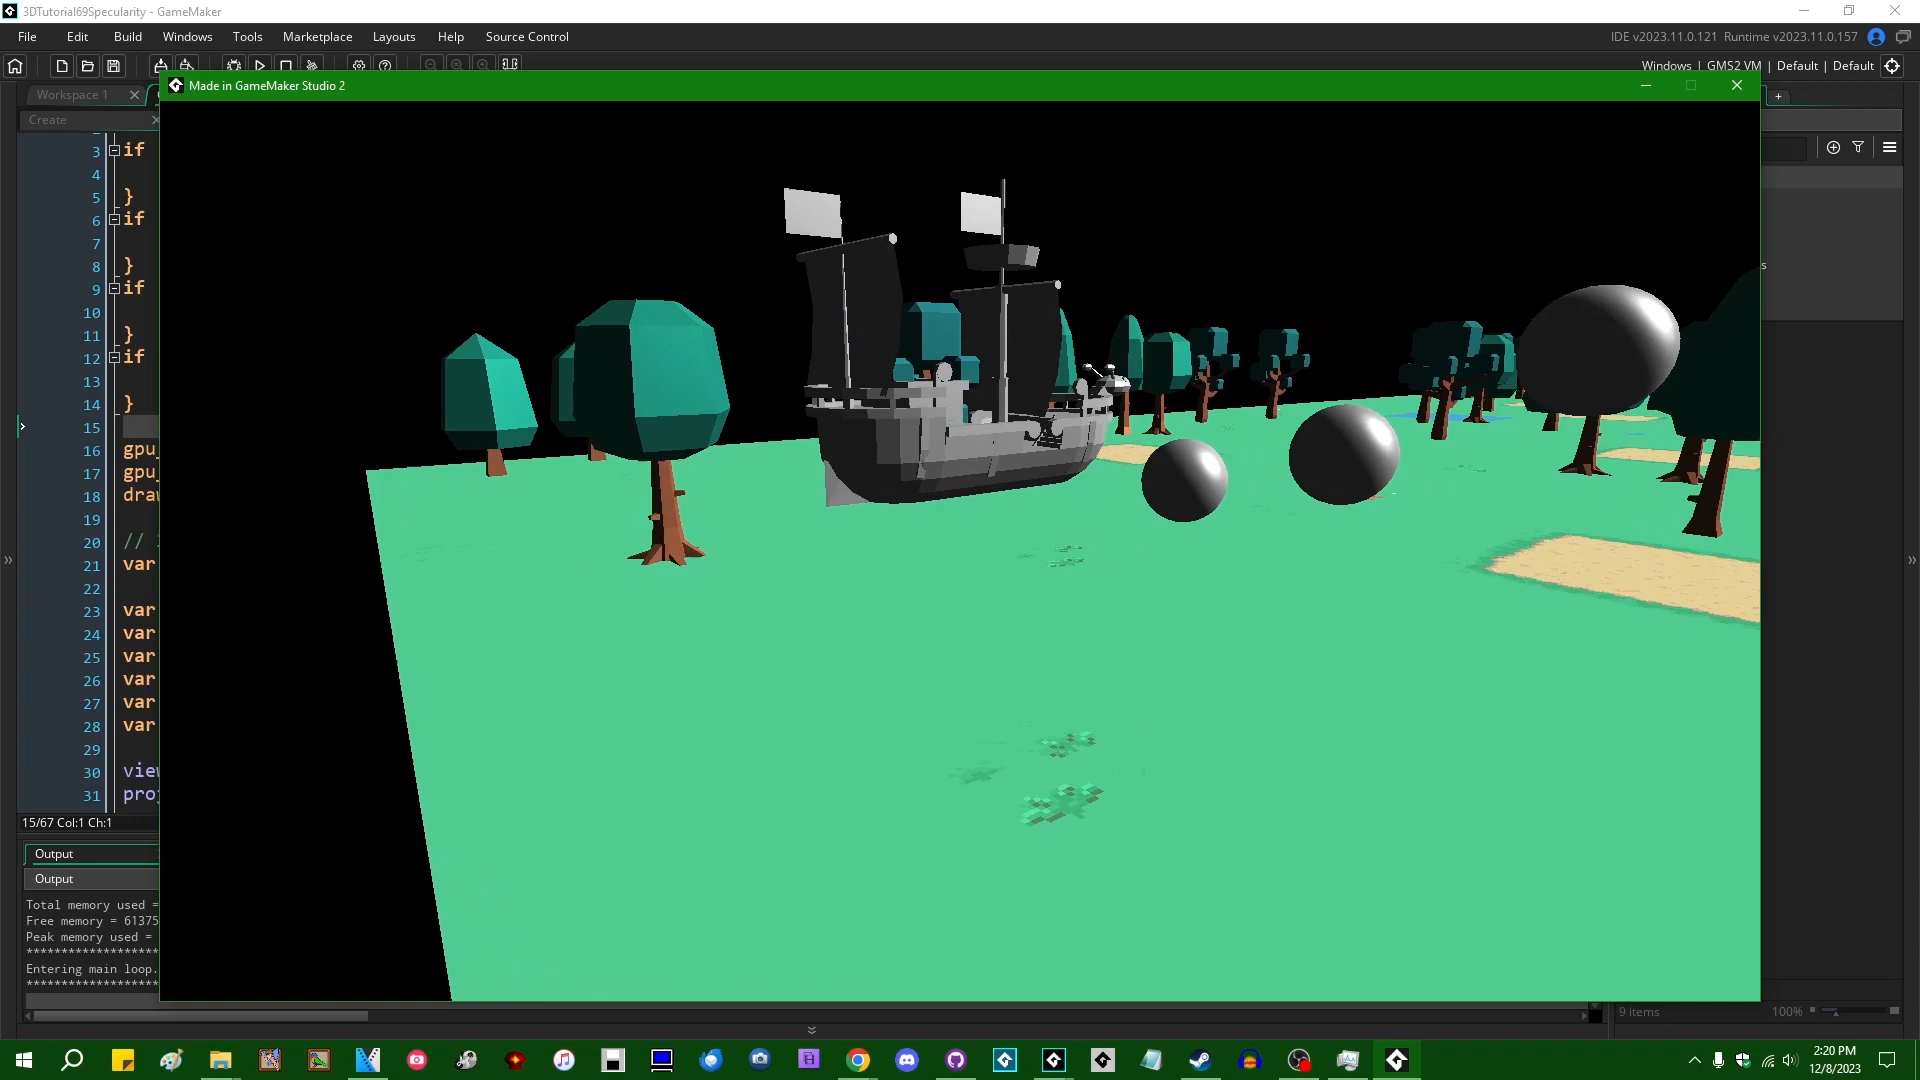 3DTutorial69Specularity - GameMaker
File Edit Build Windows Tools Marketplace Layouts Help Source Control
IDE v2023.11.0.121 Runtime v2023.11.0.157
Windows | GMS2 VM | Default | Default
Workspace 1
Made in GameMaker Studio 2
Create
3 if
4
5 }
6 if
7
8 }
9 if
10
11 }
12 if
13
14 }
15
16 gpu_
17 gpu_
18 draw
19
20 //
21 var
22
23 var
24 var
25 var
26 var
27 var
28 var
29
30 view
31 proj
15/67 Col:1 Ch:1
Output
Output
Total memory used =
Free memory = 61375
Peak memory used =
*******************
Entering main loop.
*******************
9 items
100%
2:20 PM
12/8/2023